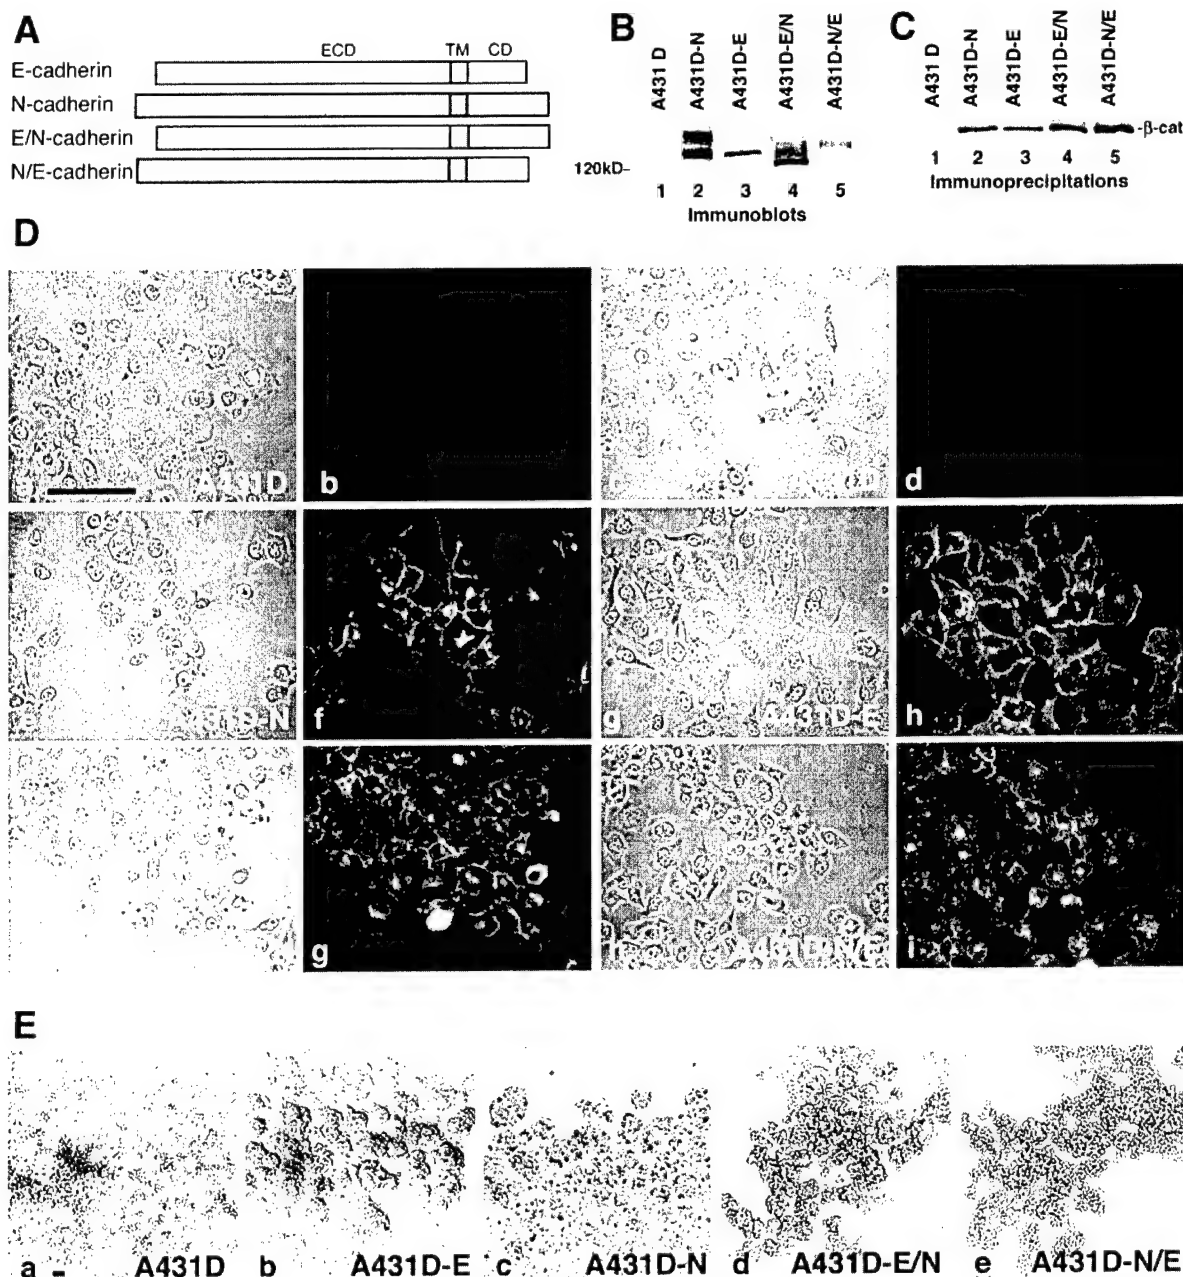 A
ECD TM CD
E-cadherin
N-cadherin
E/N-cadherin
N/E-cadherin
B
A431 D
A431D-N
A431D-E
A431D-E/N
A431D-N/E
120kD-
1 2 3 4 5
Immunoblots
C
A431 D
A431D-N
A431D-E
A431D-E/N
A431D-N/E
-β-cat
1 2 3 4 5
Immunoprecipitations
D
A431D b d
e A431D-N f g A431D-E h
g A431D-N/E i
E
a A431D b A431D-E c A431D-N d A431D-E/N e A431D-N/E